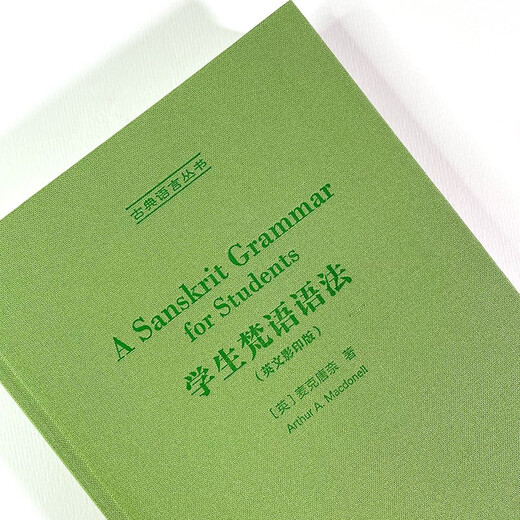 古典语言丛书
A Sanskrit Grammar
for Students
学生梵语语法
（英文影印版）
［英］麦克唐奈 著
Arthur A. Macdonell